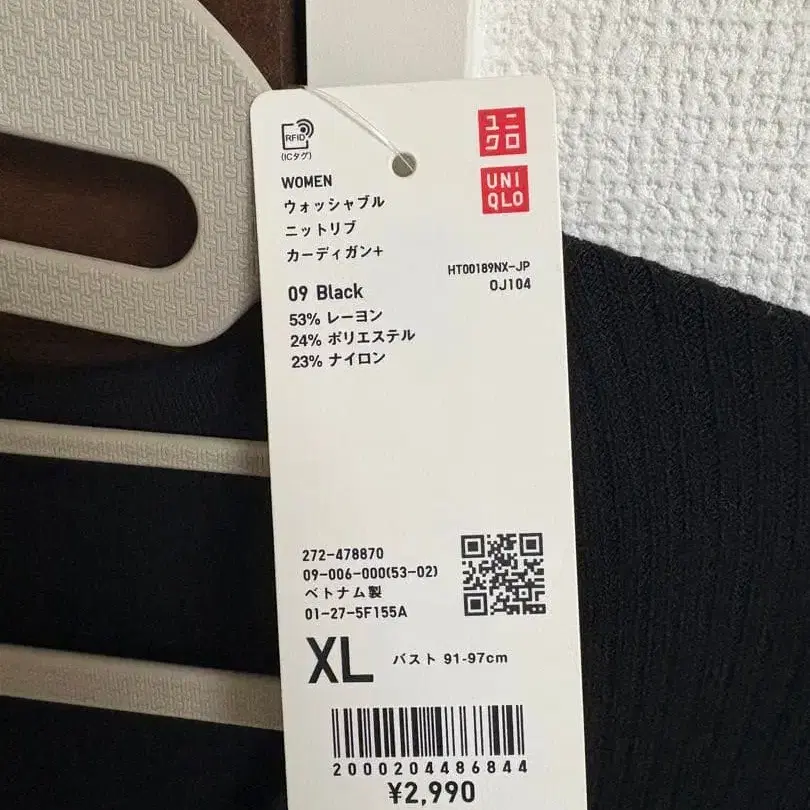 RFID
(ICタグ)
ユニ
クロ
UNI
QLO
WOMEN
ウォッシャブル
ニットリブ
カーディガン+
HT00189NX-JP
OJ104
09 Black
53% レーヨン
24% ポリエステル
23% ナイロン
272-478870
09-006-000(53-02)
ベトナム製
01-27-5F155A
XL バスト 91-97cm
2000204486844
¥2,990